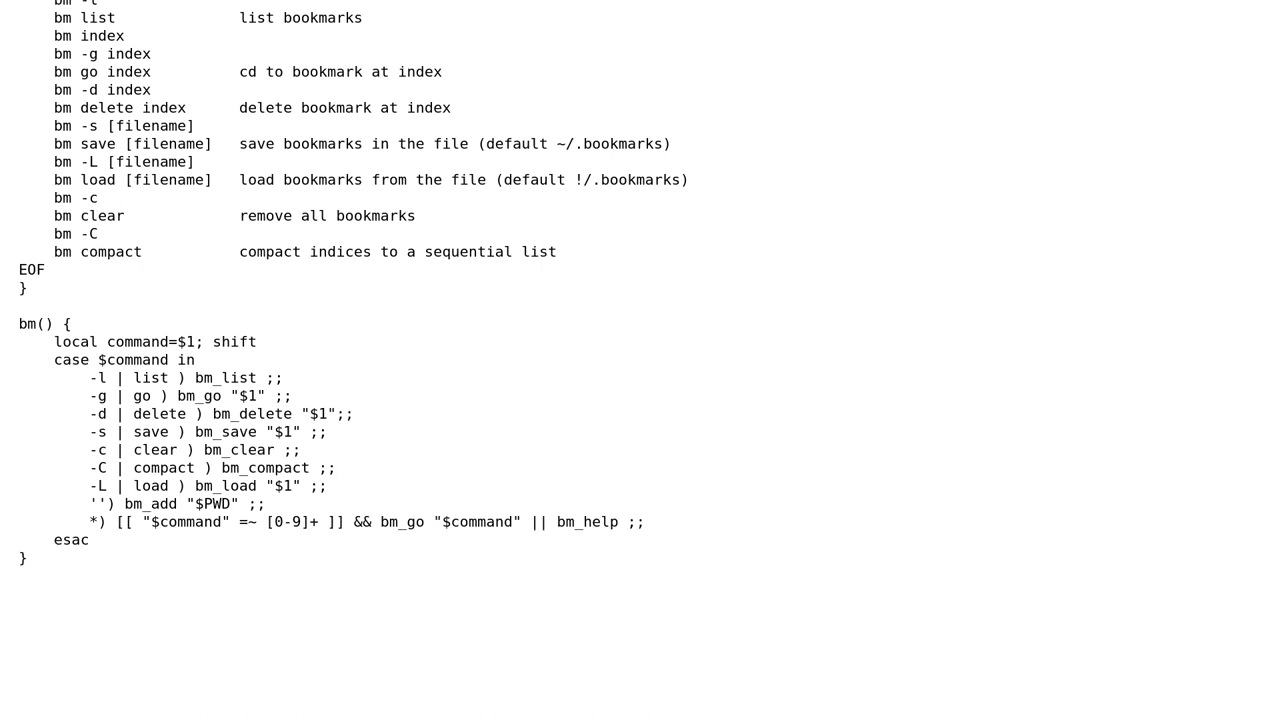 bm -l
bm list              list bookmarks
bm index
bm -g index
bm go index          cd to bookmark at index
bm -d index
bm delete index      delete bookmark at index
bm -s [filename]
bm save [filename]   save bookmarks in the file (default ~/.bookmarks)
bm -L [filename]
bm load [filename]   load bookmarks from the file (default !/.bookmarks)
bm -c
bm clear             remove all bookmarks
bm -C
bm compact           compact indices to a sequential list
EOF
}

bm() {
    local command=$1; shift
    case $command in
        -l | list ) bm_list ;;
        -g | go ) bm_go "$1" ;;
        -d | delete ) bm_delete "$1";;
        -s | save ) bm_save "$1" ;;
        -c | clear ) bm_clear ;;
        -C | compact ) bm_compact ;;
        -L | load ) bm_load "$1" ;;
        '') bm_add "$PWD" ;;
        *) [[ "$command" =~ [0-9]+ ]] && bm_go "$command" || bm_help ;;
    esac
}